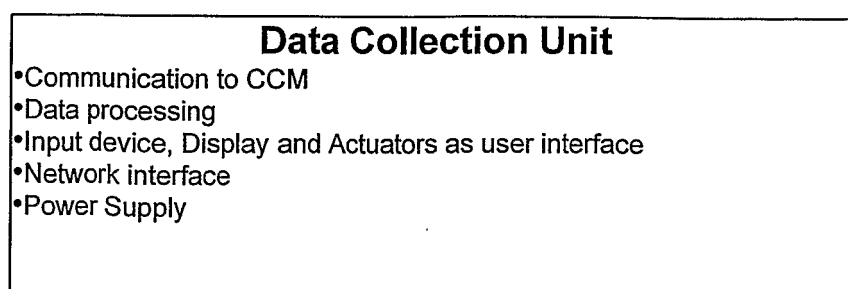 Data Collection Unit
•Communication to CCM
•Data processing
•Input device, Display and Actuators as user interface
•Network interface
•Power Supply